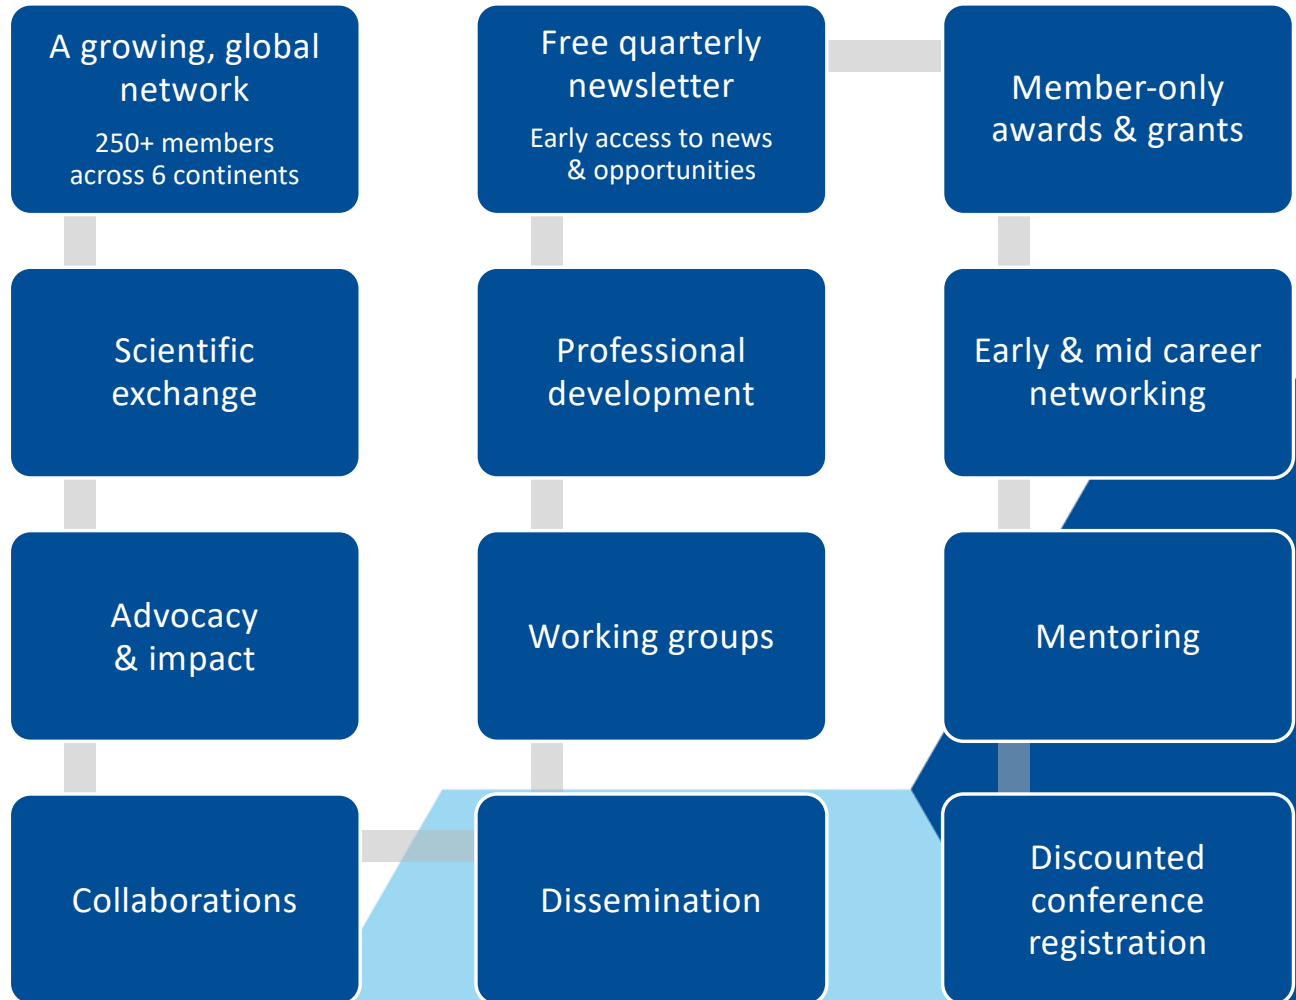 A growing, global
network
250+ members
across 6 continents
Scientific
exchange
Advocacy
& impact
Collaborations
Dissemination
Working groups
Professional
development
Free quarterly
newsletter
Early access to news
& opportunities
Member-only
awards & grants
Early & mid career
networking
Mentoring
Discounted
conference
registration